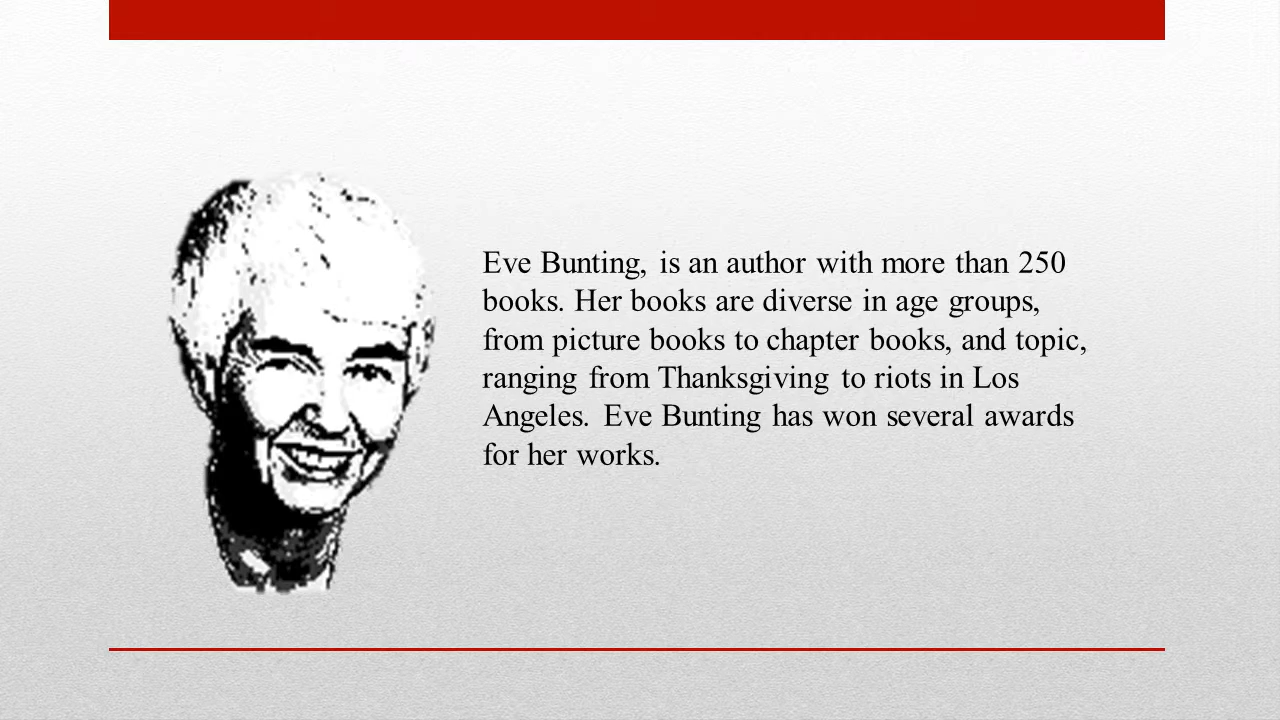 Eve Bunting, is an author with more than 250
books. Her books are diverse in age groups,
from picture books to chapter books, and topic,
ranging from Thanksgiving to riots in Los
Angeles. Eve Bunting has won several awards
for her works.